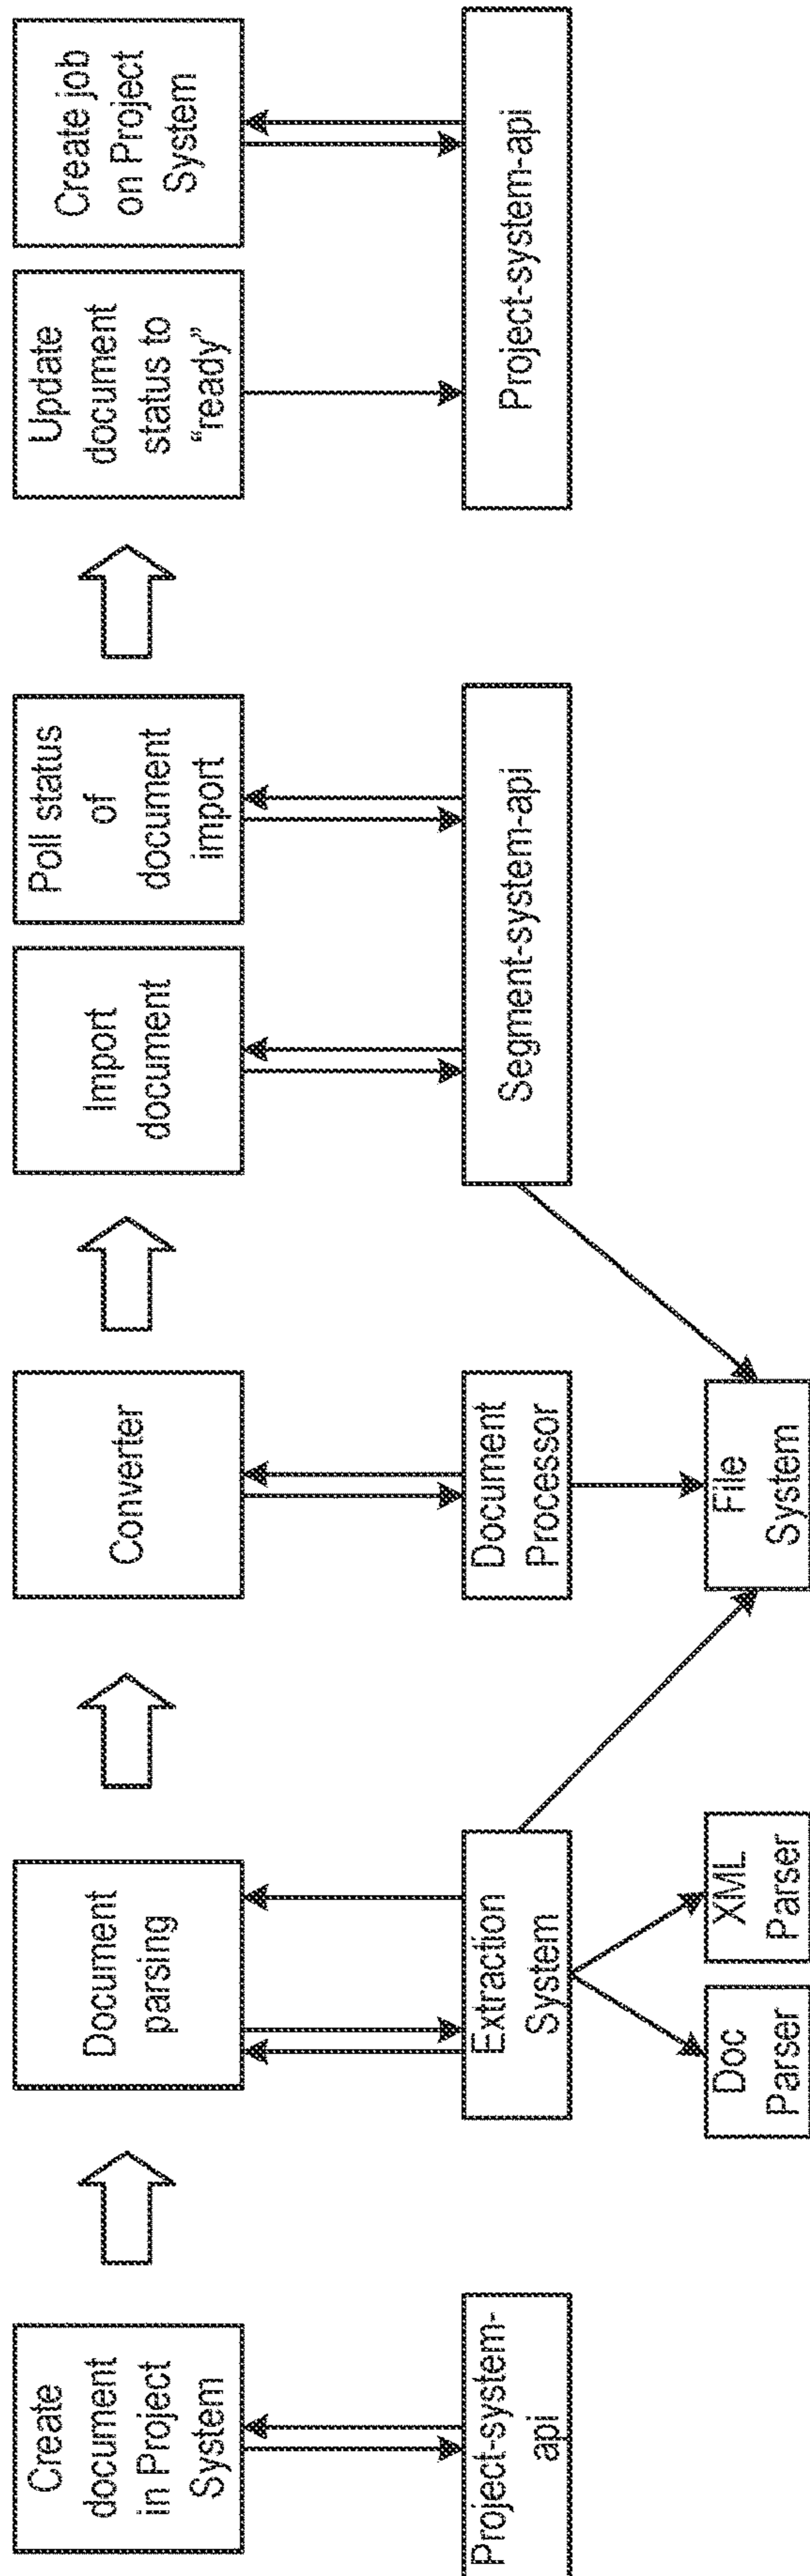 Create
document
in Project
System
Project-system-
api
Document
parsing
Extraction
System
Doc
Parser
XML
Parser
Converter
Document
Processor
File
System
Import
document
Poll status
of
document
import
Segment-system-api
Update
document
status to
“ready”
Create job
on Project
System
Project-system-api